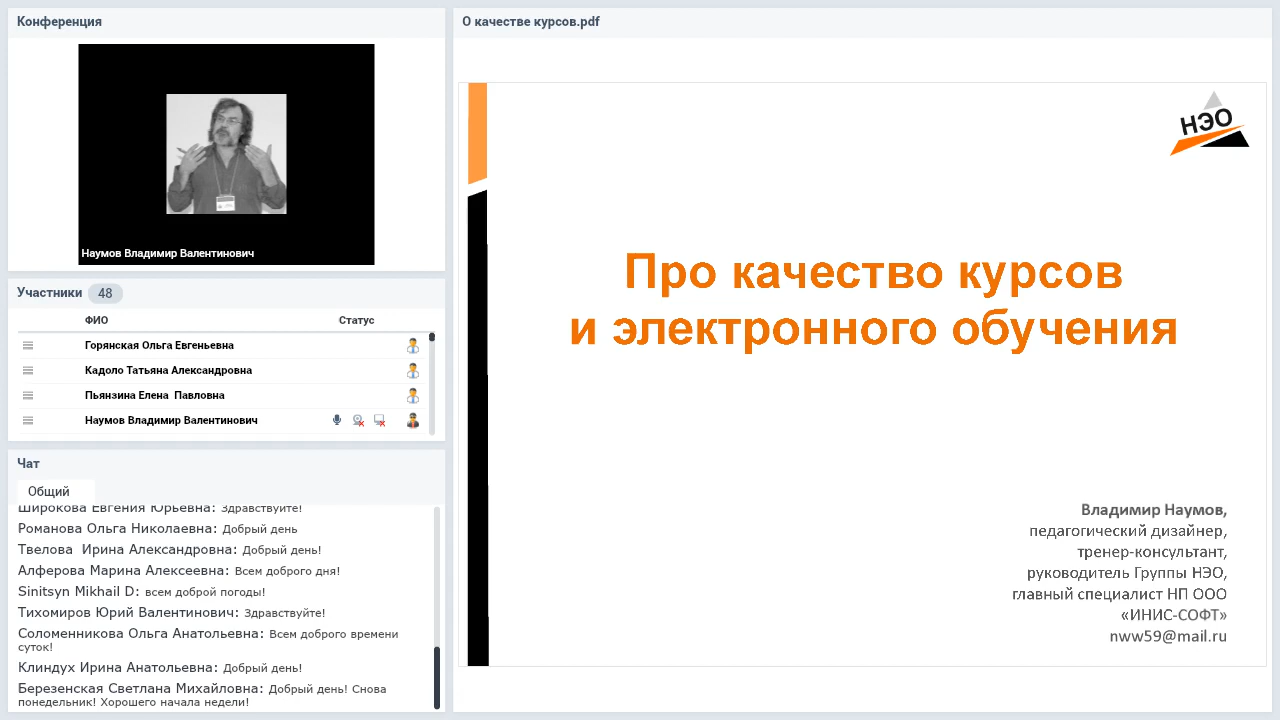 Конференция
Наумов Владимир Валентинович
Участники 48
ФИО Статус
Горянская Ольга Евгеньевна
Кадоло Татьяна Александровна
Пьянзина Елена  Павловна
Наумов Владимир Валентинович
Чат
Общий
Широкова Евгения Юрьевна: Здравствуйте!
Романова Ольга Николаевна: Добрый день
Твелова  Ирина Александровна: Добрый день!
Алферова Марина Алексеевна: Всем доброго дня!
Sinitsyn Mikhail D: всем доброй погоды!
Тихомиров Юрий Валентинович: Здравствуйте!
Соломенникова Ольга Анатольевна: Всем доброго времени
суток!
Клиндух Ирина Анатольевна: Добрый день!
Березенская Светлана Михайловна: Добрый день! Снова
понедельник! Хорошего начала недели!
О качестве курсов.pdf
НЭО
Про качество курсов
и электронного обучения
Владимир Наумов,
педагогический дизайнер,
тренер-консультант,
руководитель Группы НЭО,
главный специалист НП ООО
«ИНИС-СОФТ»
nww59@mail.ru